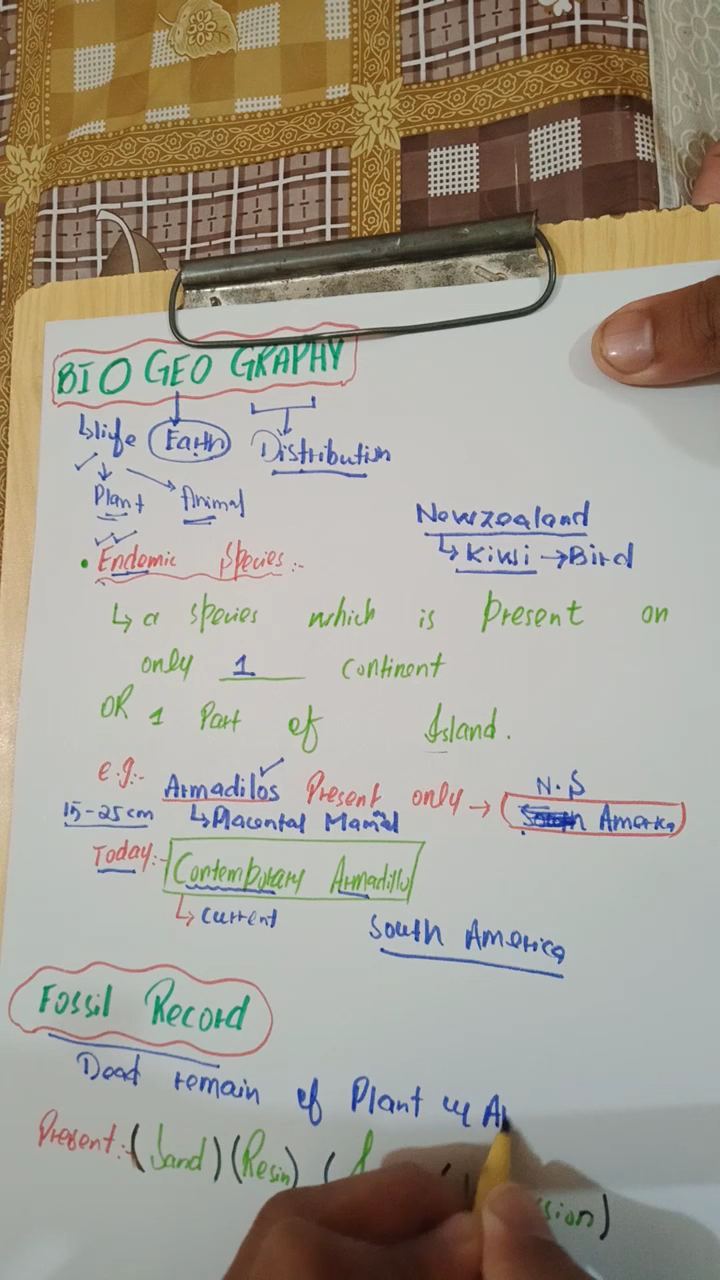 BIO GEO GRAPHY
↳life Earth Distribution
Plant Animal
Newzealand
↳ Kiwi → Bird
• Endemic Species:-
↳ a species which is Present on
only 1 continent
OR 1 Part of Island.
e.g:- Armadilos Present only → N.S America
15-25cm ↳Placental Mamal
Today:- Contemporary Armadillo
↳ Current
South America
Fossil Record
Dead remain of Plant
Present:- (Sand) (Resin)